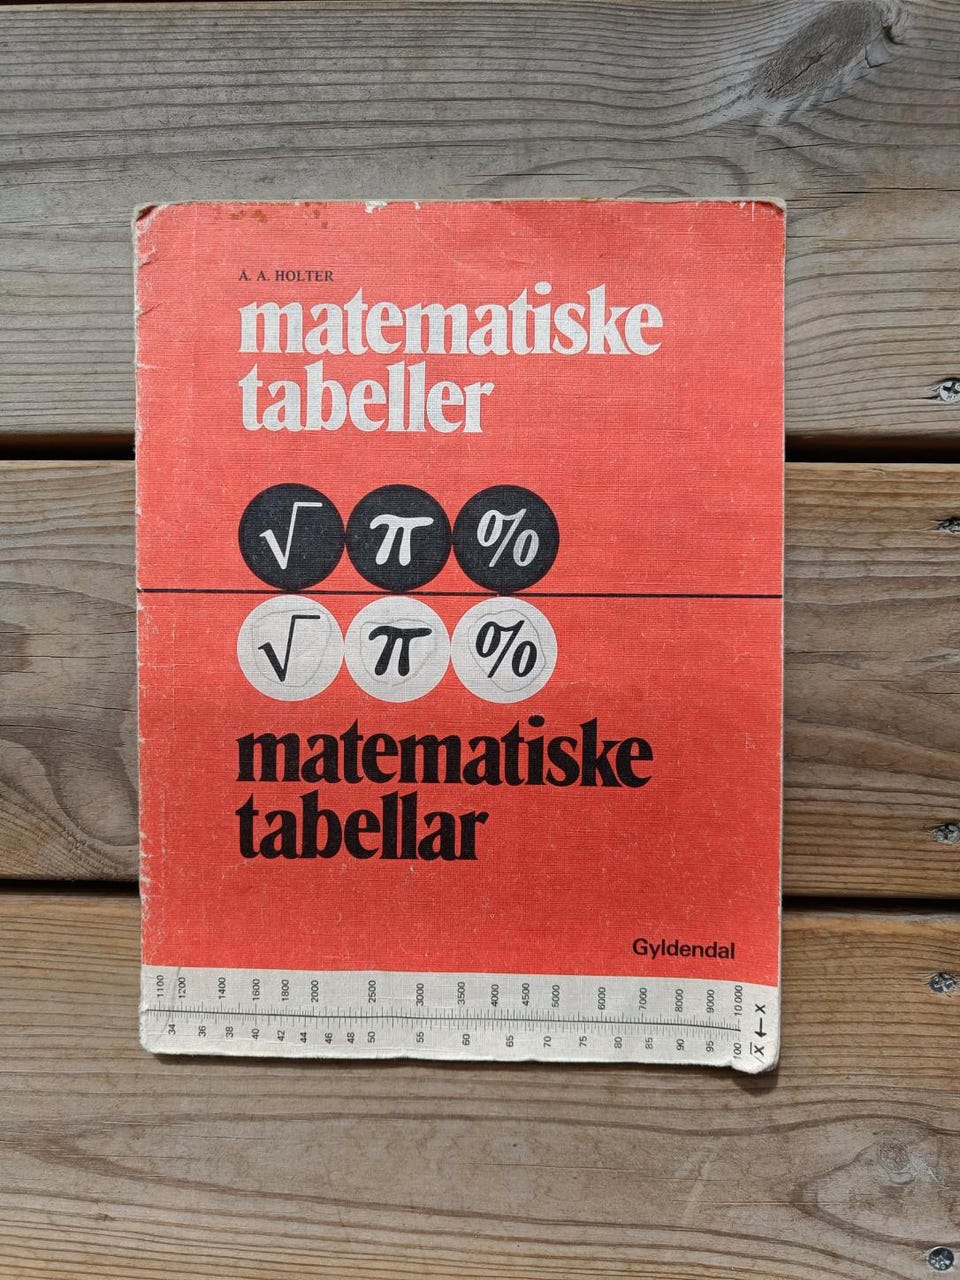 Å. A. HOLTER
matematiske
tabeller
√ π %
√ π %
matematiske
tabellar
Gyldendal
1100 1200 1400 1600 1800 2000 2500 3000 3500 4000 4500 5000 6000 7000 8000 9000 10 000 x
34 36 38 40 42 44 46 48 50 55 60 65 70 75 80 85 90 95 100 √x ← x